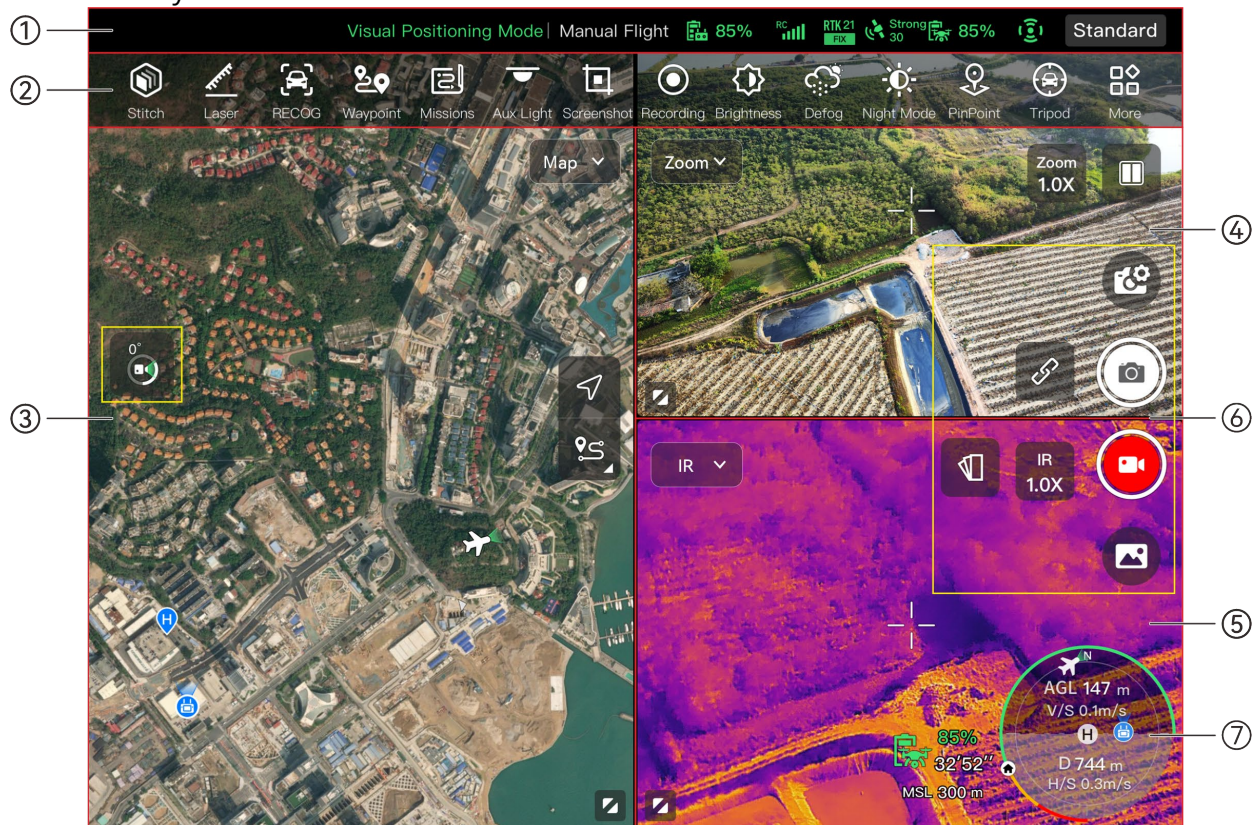 ① Visual Positioning Mode | Manual Flight 85% RC RTK 21 FIX Strong 30 85% Standard
② Stitch Laser RECOG Waypoint Missions Aux Light Screenshot Recording Brightness Defog Night Mode PinPoint Tripod More
Map
Zoom
Zoom
1.0X
④
0°
③
⑥
IR
IR
1.0X
H
⑤
N
AGL 147 m
V/S 0.1m/s
H
⑦
85%
32'52"
D 744 m
H/S 0.3m/s
MSL 300 m